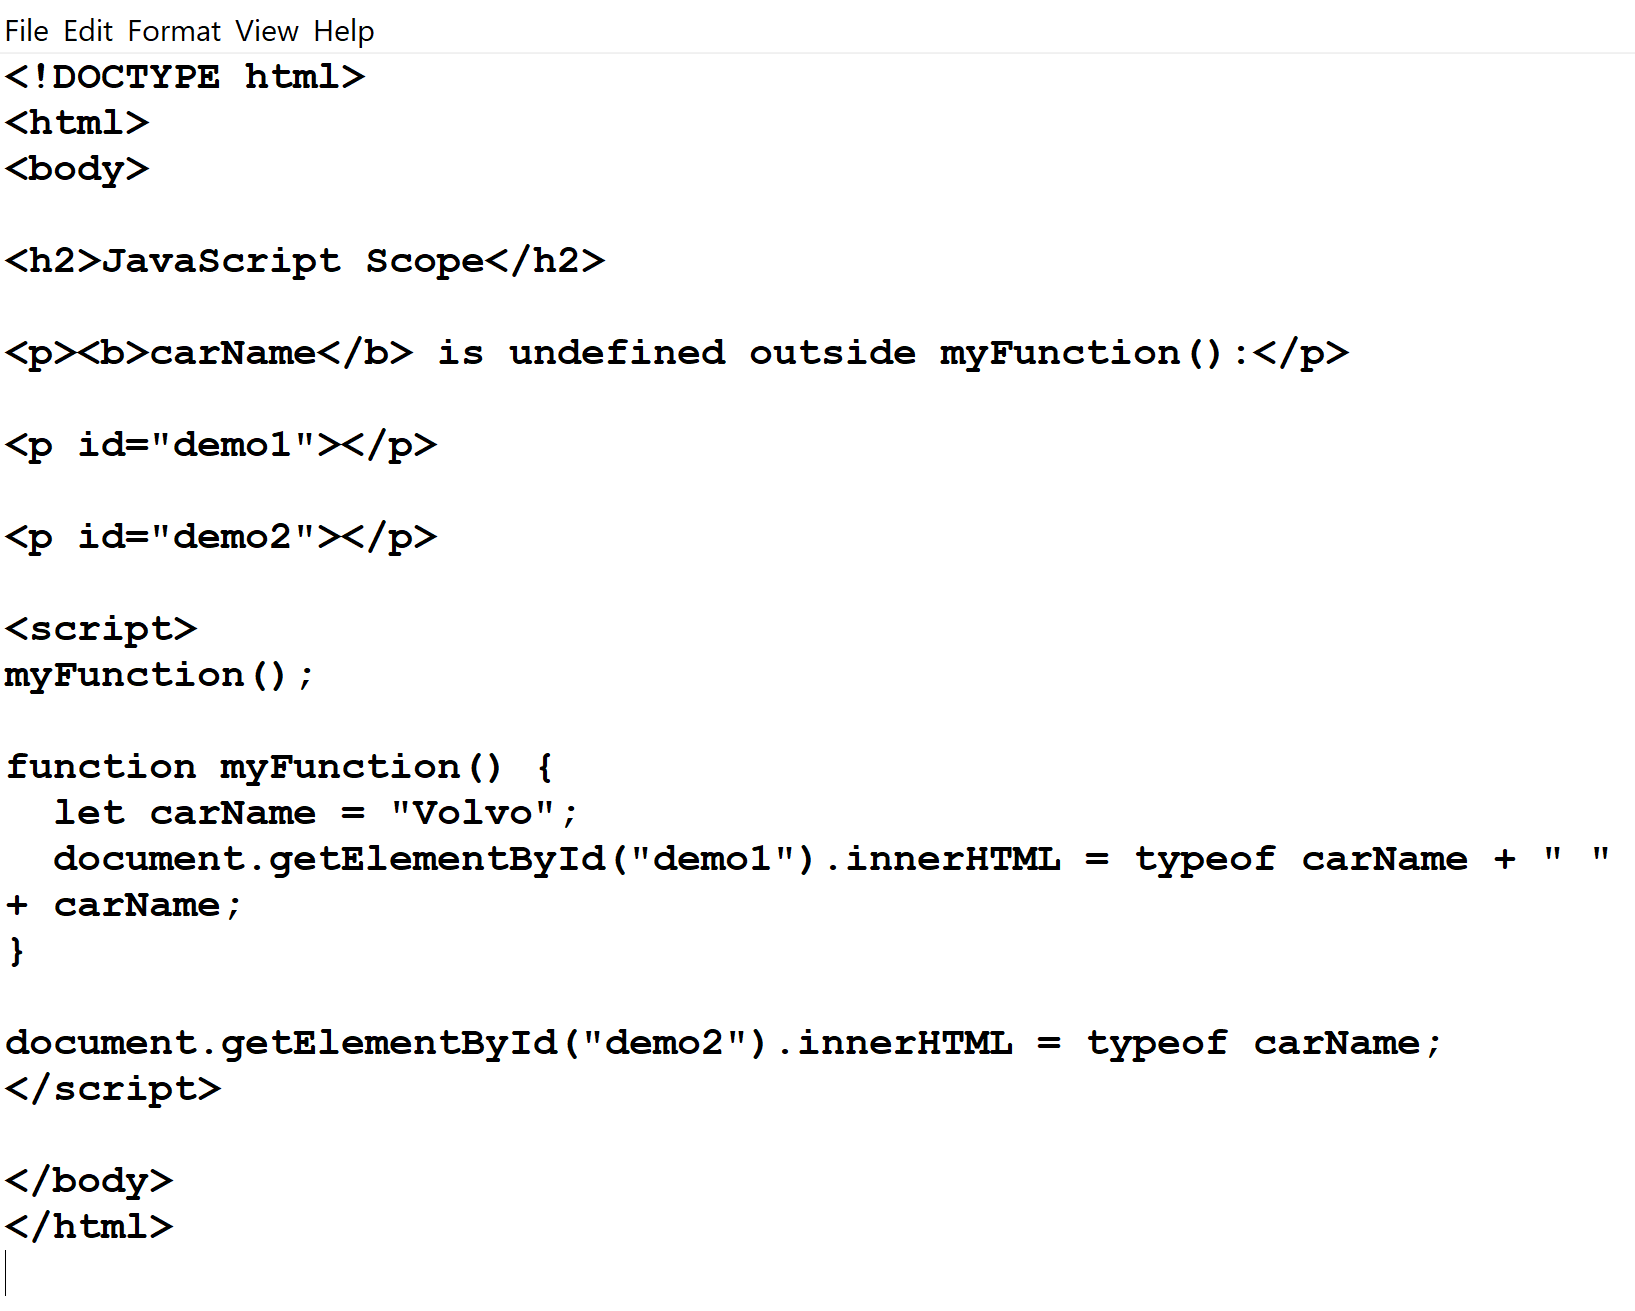 File Edit Format View Help
<!DOCTYPE html>
<html>
<body>

<h2>JavaScript Scope</h2>

<p><b>carName</b> is undefined outside myFunction():</p>

<p id="demo1"></p>

<p id="demo2"></p>

<script>
myFunction();

function myFunction() {
  let carName = "Volvo";
  document.getElementById("demo1").innerHTML = typeof carName + " "
+ carName;
}

document.getElementById("demo2").innerHTML = typeof carName;
</script>

</body>
</html>